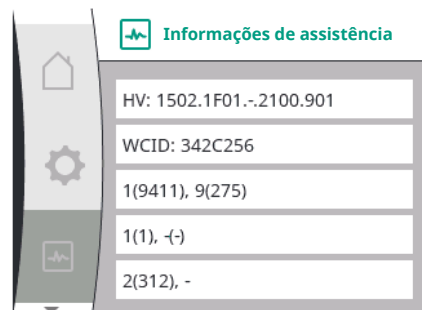 Informações de assistência
HV: 1502.1F01.-.2100.901
WCID: 342C256
1(9411), 9(275)
1(1), -(-)
2(312), -